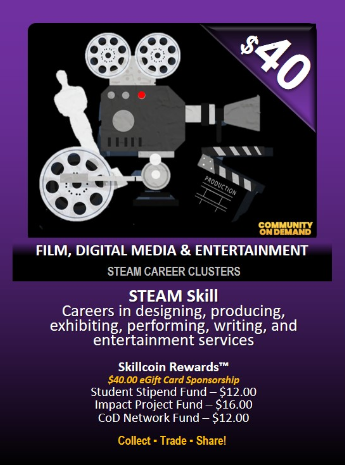 $40
PRODUCTION
COMMUNITY
ON DEMAND
FILM, DIGITAL MEDIA & ENTERTAINMENT
STEAM CAREER CLUSTERS
STEAM Skill
Careers in designing, producing,
exhibiting, performing, writing, and
entertainment services
Skillcoin Rewards™
$40.00 eGift Card Sponsorship
Student Stipend Fund – $12.00
Impact Project Fund – $16.00
CoD Network Fund – $12.00
Collect - Trade - Share!